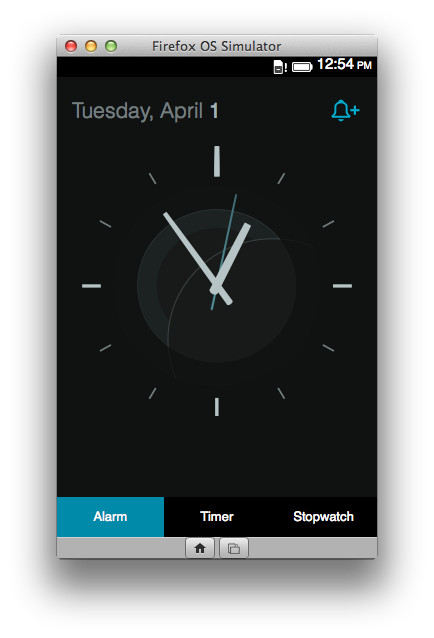 Firefox OS Simulator
12:54 PM
Tuesday, April 1
Alarm
Timer
Stopwatch